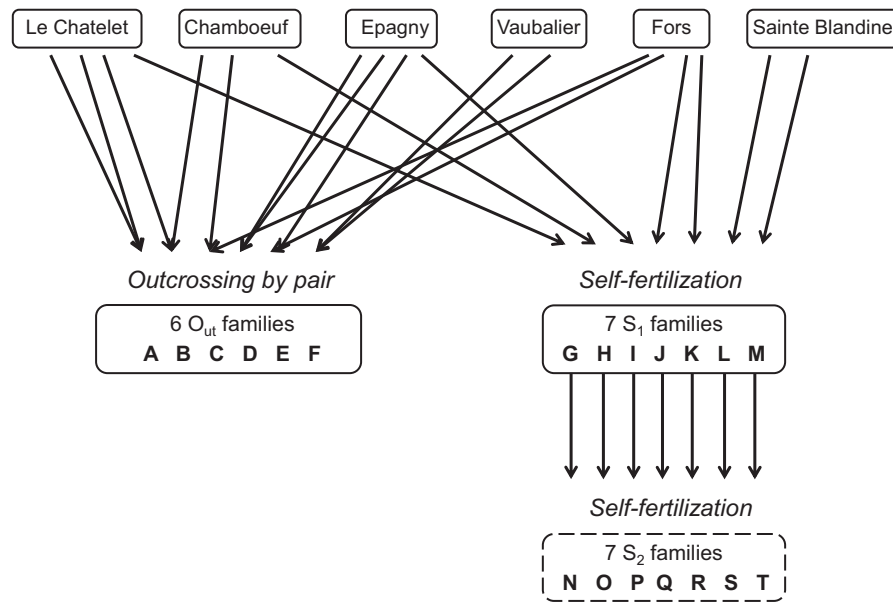 Le Chatelet Chamboeuf Epagny Vaubalier Fors Sainte Blandine
Outcrossing by pair Self-fertilization
6 Out families 7 S1 families
A B C D E F G H I J K L M
Self-fertilization
7 S2 families
N O P Q R S T